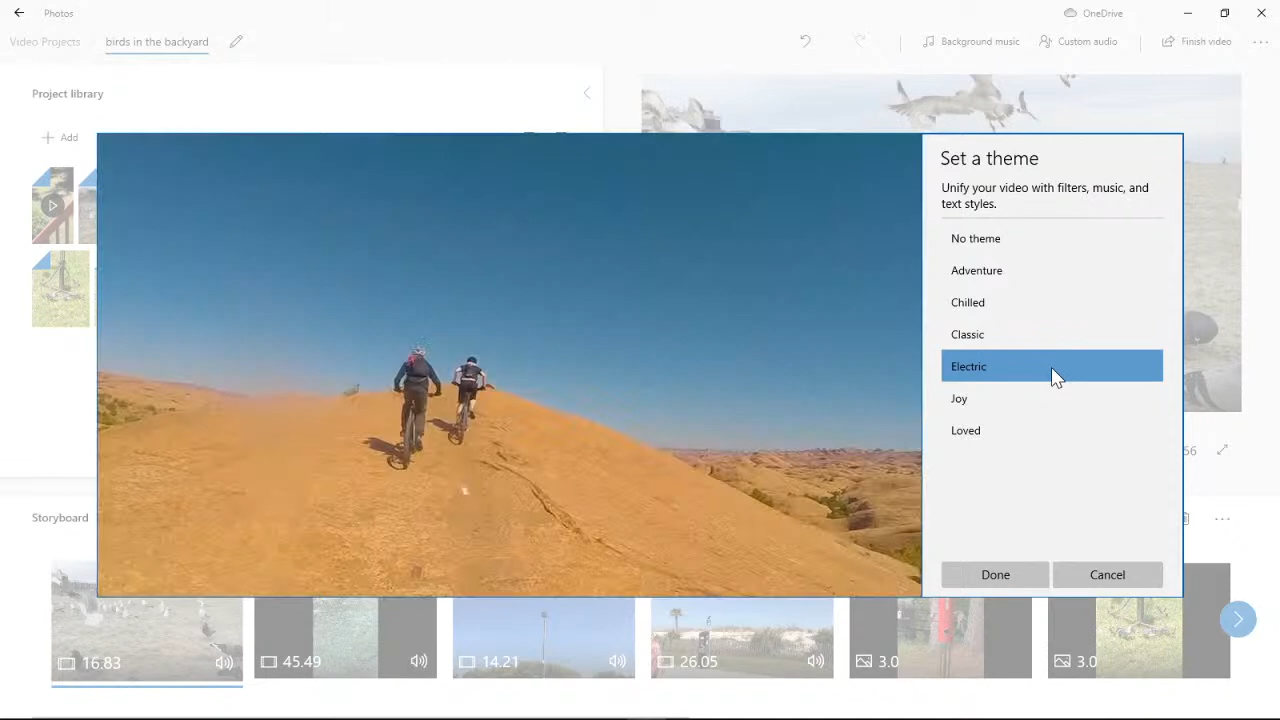 Photos
OneDrive
Video Projects
birds in the backyard
Background music
Custom audio
Finish video
Project library
Add
Set a theme
Unify your video with filters, music, and
text styles.
No theme
Adventure
Chilled
Classic
Electric
Joy
Loved
Done
Cancel
56
Storyboard
16.83
45.49
14.21
26.05
3.0
3.0